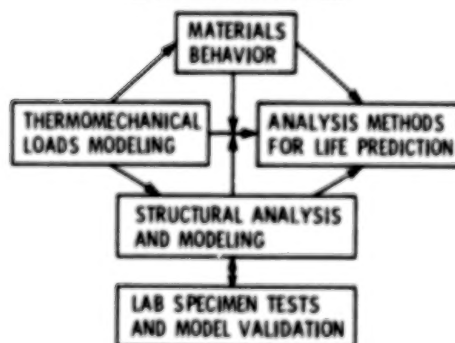 MATERIALS
BEHAVIOR
THERMOMECHANICAL
LOADS MODELING
ANALYSIS METHODS
FOR LIFE PREDICTION
STRUCTURAL ANALYSIS
AND MODELING
LAB SPECIMEN TESTS
AND MODEL VALIDATION